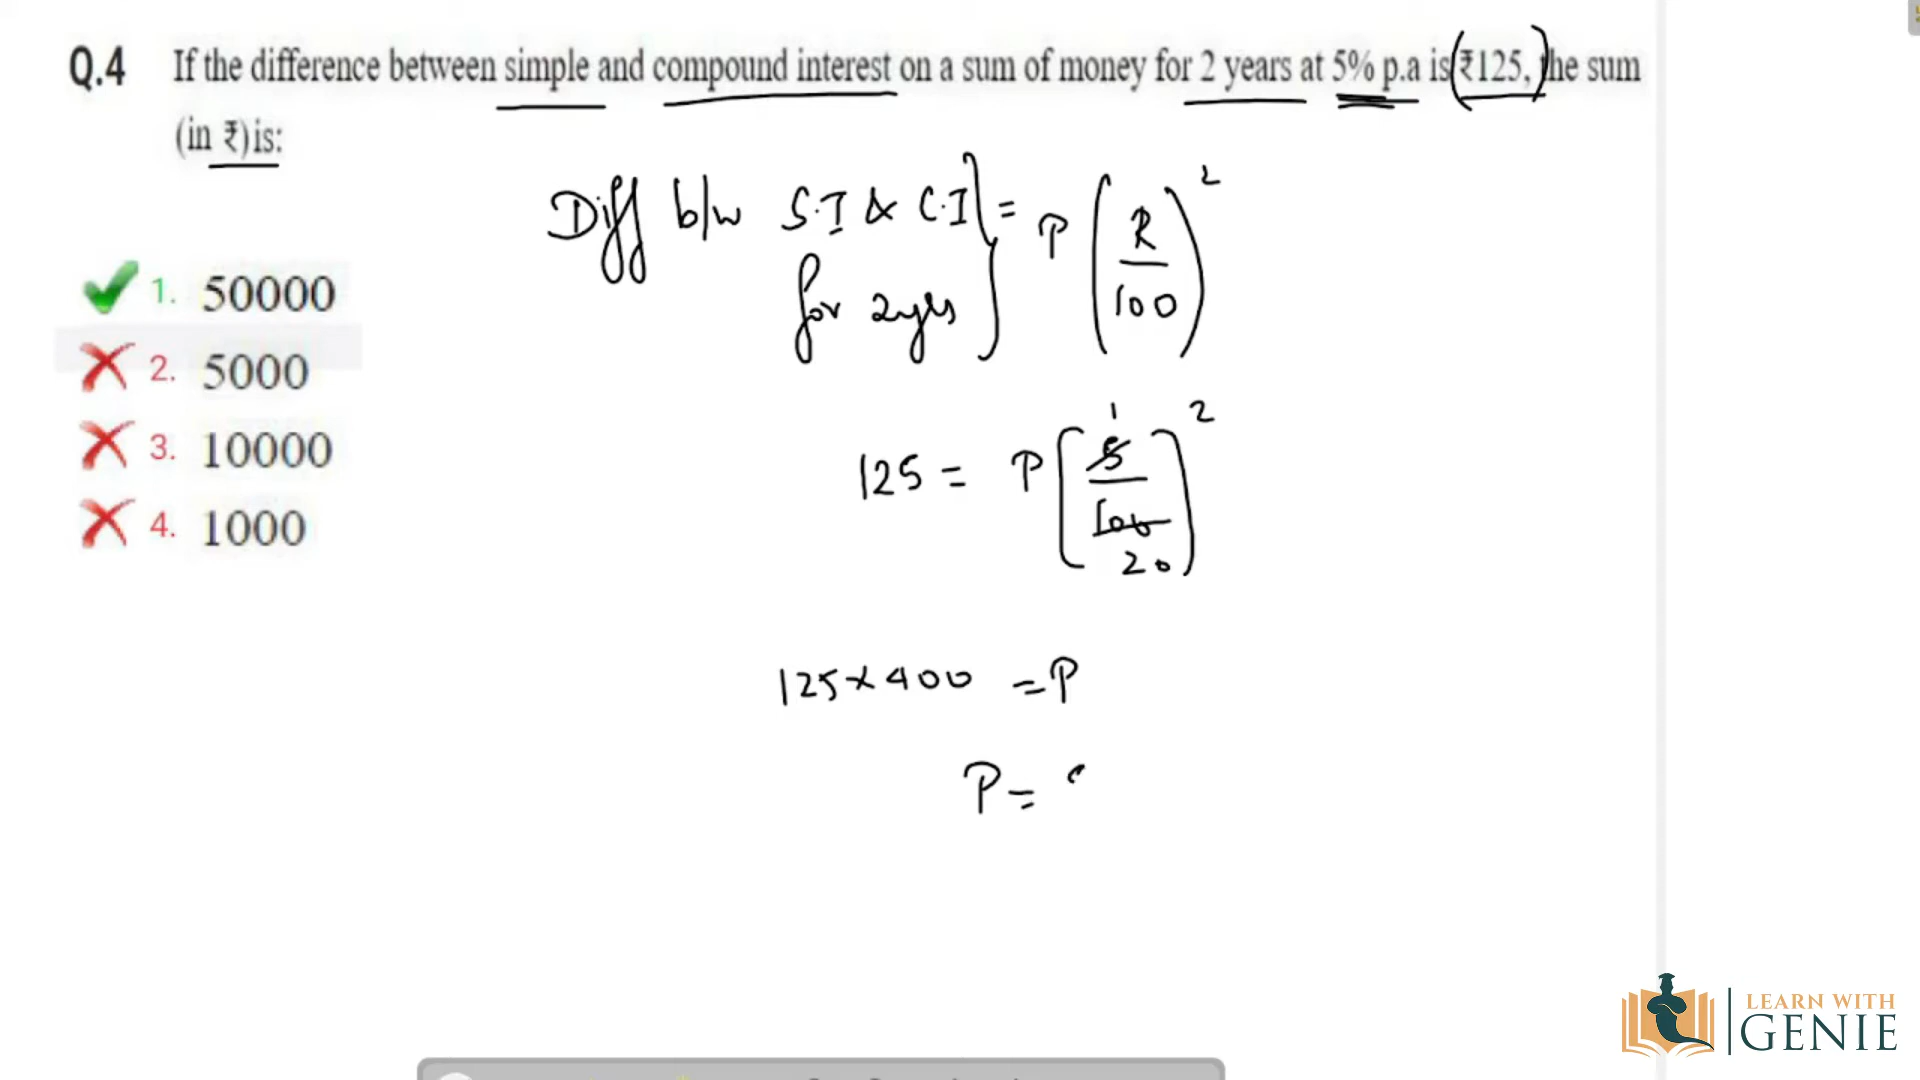 Q.4 If the difference between simple and compound interest on a sum of money for 2 years at 5% p.a is ₹125, the sum
(in ₹) is:
Diff b/w S.I & C.I = P (R/100)²
for 2yrs
1. 50000
2. 5000
3. 10000
4. 1000
125 = P [5/100]²
1
20
125×400 = P
P =
LEARN WITH
GENIE